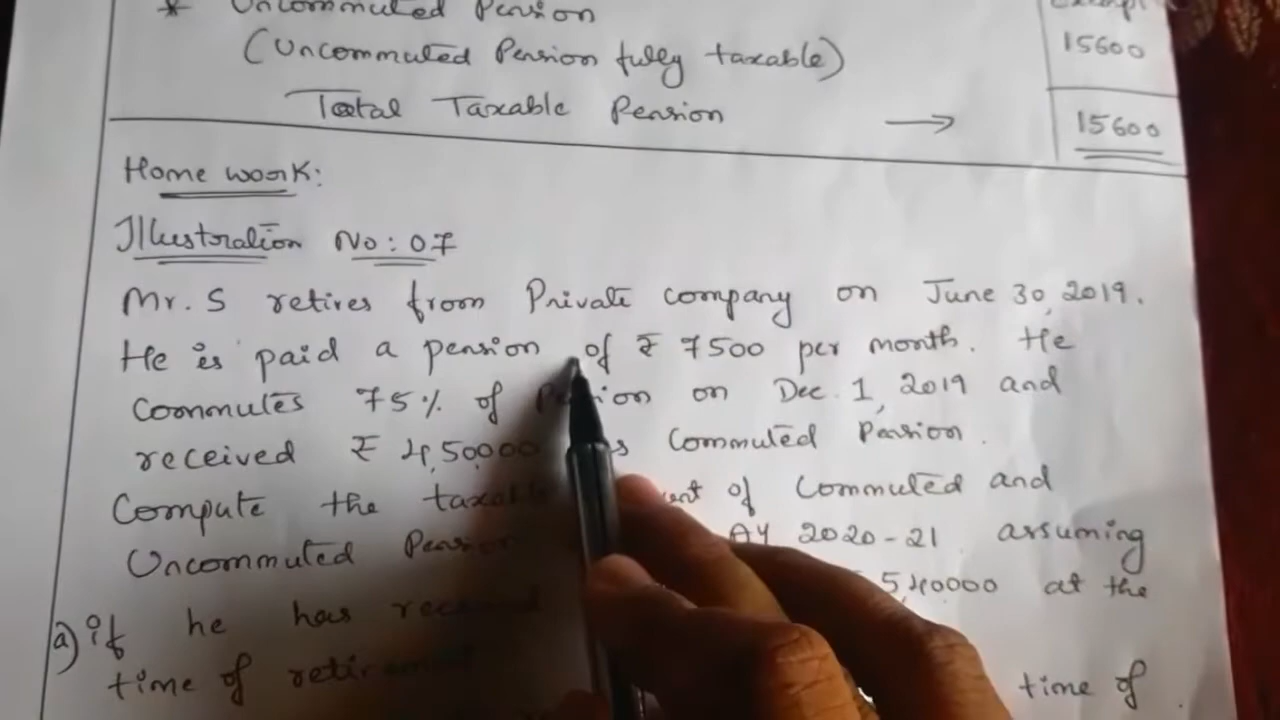 * Uncommuted Pension
15600
(Uncommuted Pension fully taxable)
Total Taxable Pension → 15600
Home work:
Illustration No: 07
Mr. S retires from Private company on June 30, 2019.
He is paid a pension of ₹ 7500 per month. He
Commutes 75% of on Dec. 1, 2019 and
received ₹ 4,50,000 Commuted Pension.
Compute the of Commuted and
Uncommuted AY 2020-21 assuming
a) if he has 5,40000 at the
time of time of